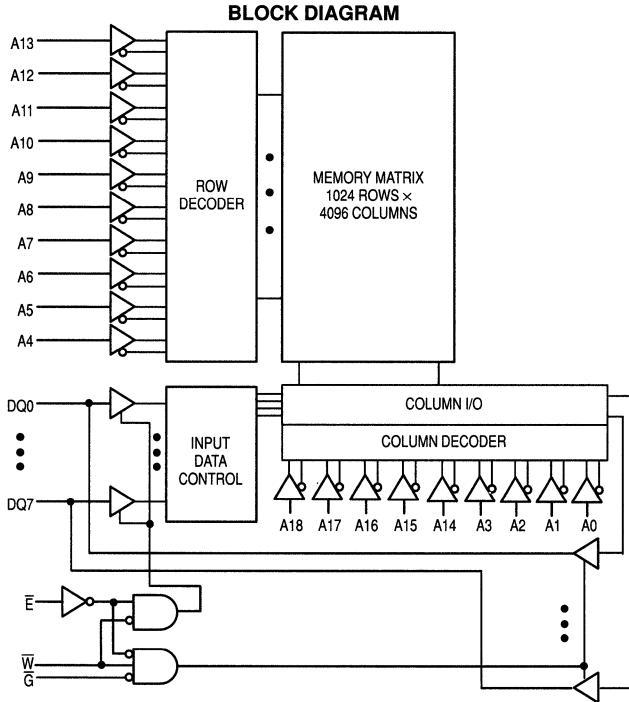 BLOCK DIAGRAM
A13
A12
A11
A10
A9
A8
A7
A6
A5
A4
ROW
DECODER
MEMORY MATRIX
1024 ROWS ×
4096 COLUMNS
DQ0
DQ7
INPUT
DATA
CONTROL
COLUMN I/O
COLUMN DECODER
A18 A17 A16 A15 A14 A3 A2 A1 A0
E̅
W̅
G̅